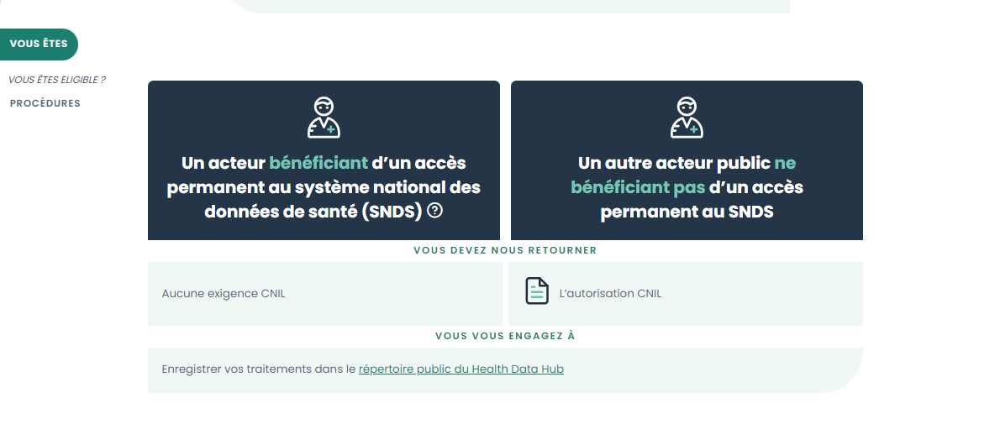 VOUS ÊTES
VOUS ÊTES ELIGIBLE ?
PROCÉDURES
Un acteur bénéficiant d’un accès
permanent au système national des
données de santé (SNDS) ?
Un autre acteur public ne
bénéficiant pas d’un accès
permanent au SNDS
VOUS DEVEZ NOUS RETOURNER
Aucune exigence CNIL
L’autorisation CNIL
VOUS VOUS ENGAGEZ À
Enregistrer vos traitements dans le répertoire public du Health Data Hub